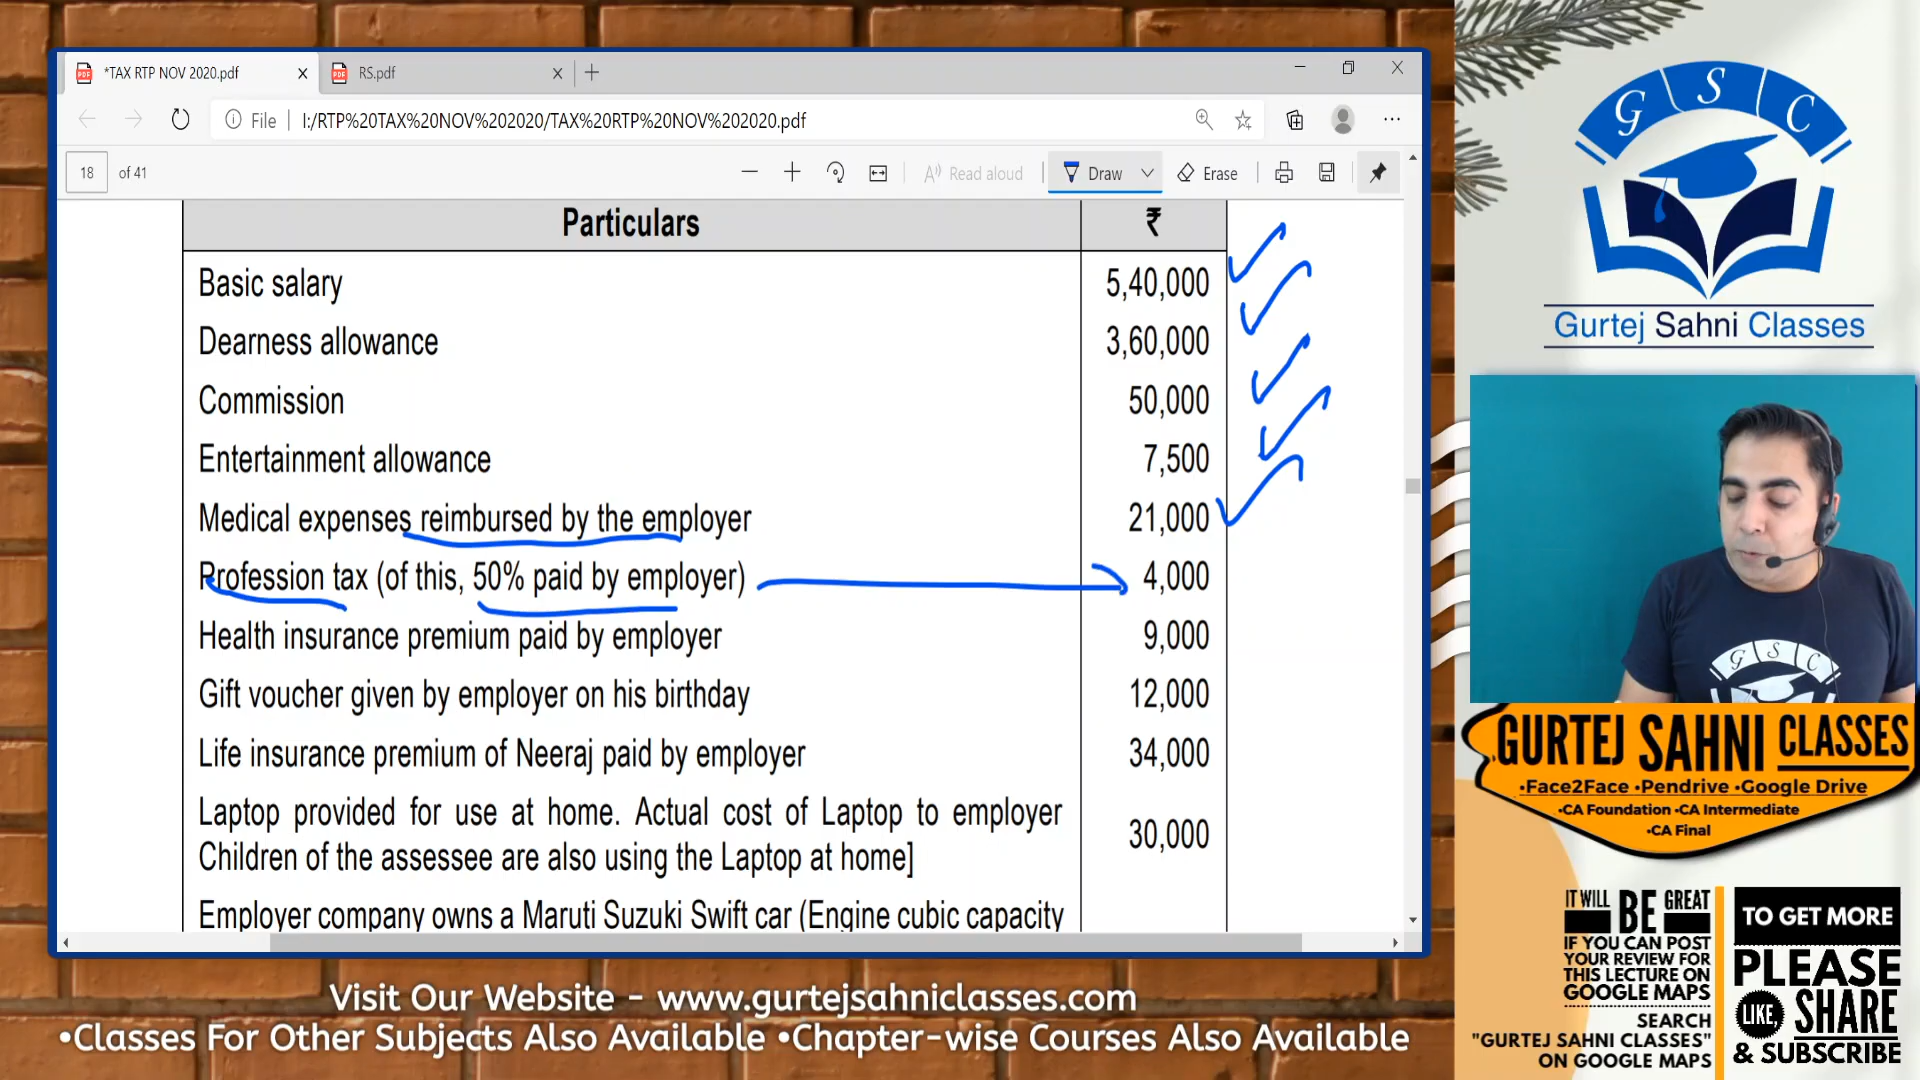 *TAX RTP NOV 2020.pdf
RS.pdf
File
I:/RTP%20TAX%20NOV%202020/TAX%20RTP%20NOV%202020.pdf
18 of 41
Read aloud
Draw
Erase
Particulars ₹
Basic salary 5,40,000
Dearness allowance 3,60,000
Commission 50,000
Entertainment allowance 7,500
Medical expenses reimbursed by the employer 21,000
Profession tax (of this, 50% paid by employer) 4,000
Health insurance premium paid by employer 9,000
Gift voucher given by employer on his birthday 12,000
Life insurance premium of Neeraj paid by employer 34,000
Laptop provided for use at home. Actual cost of Laptop to employer
Children of the assessee are also using the Laptop at home] 30,000
Employer company owns a Maruti Suzuki Swift car (Engine cubic capacity
G S C
Gurtej Sahni Classes
G S C
GURTEJ SAHNI CLASSES
•Face2Face •Pendrive •Google Drive
•CA Foundation •CA Intermediate
•CA Final
IT WILL BE GREAT
IF YOU CAN POST
YOUR REVIEW FOR
THIS LECTURE ON
GOOGLE MAPS
SEARCH
"GURTEJ SAHNI CLASSES"
ON GOOGLE MAPS
TO GET MORE
PLEASE
LIKE, SHARE
& SUBSCRIBE
Visit Our Website - www.gurtejsahniclasses.com
•Classes For Other Subjects Also Available •Chapter-wise Courses Also Available